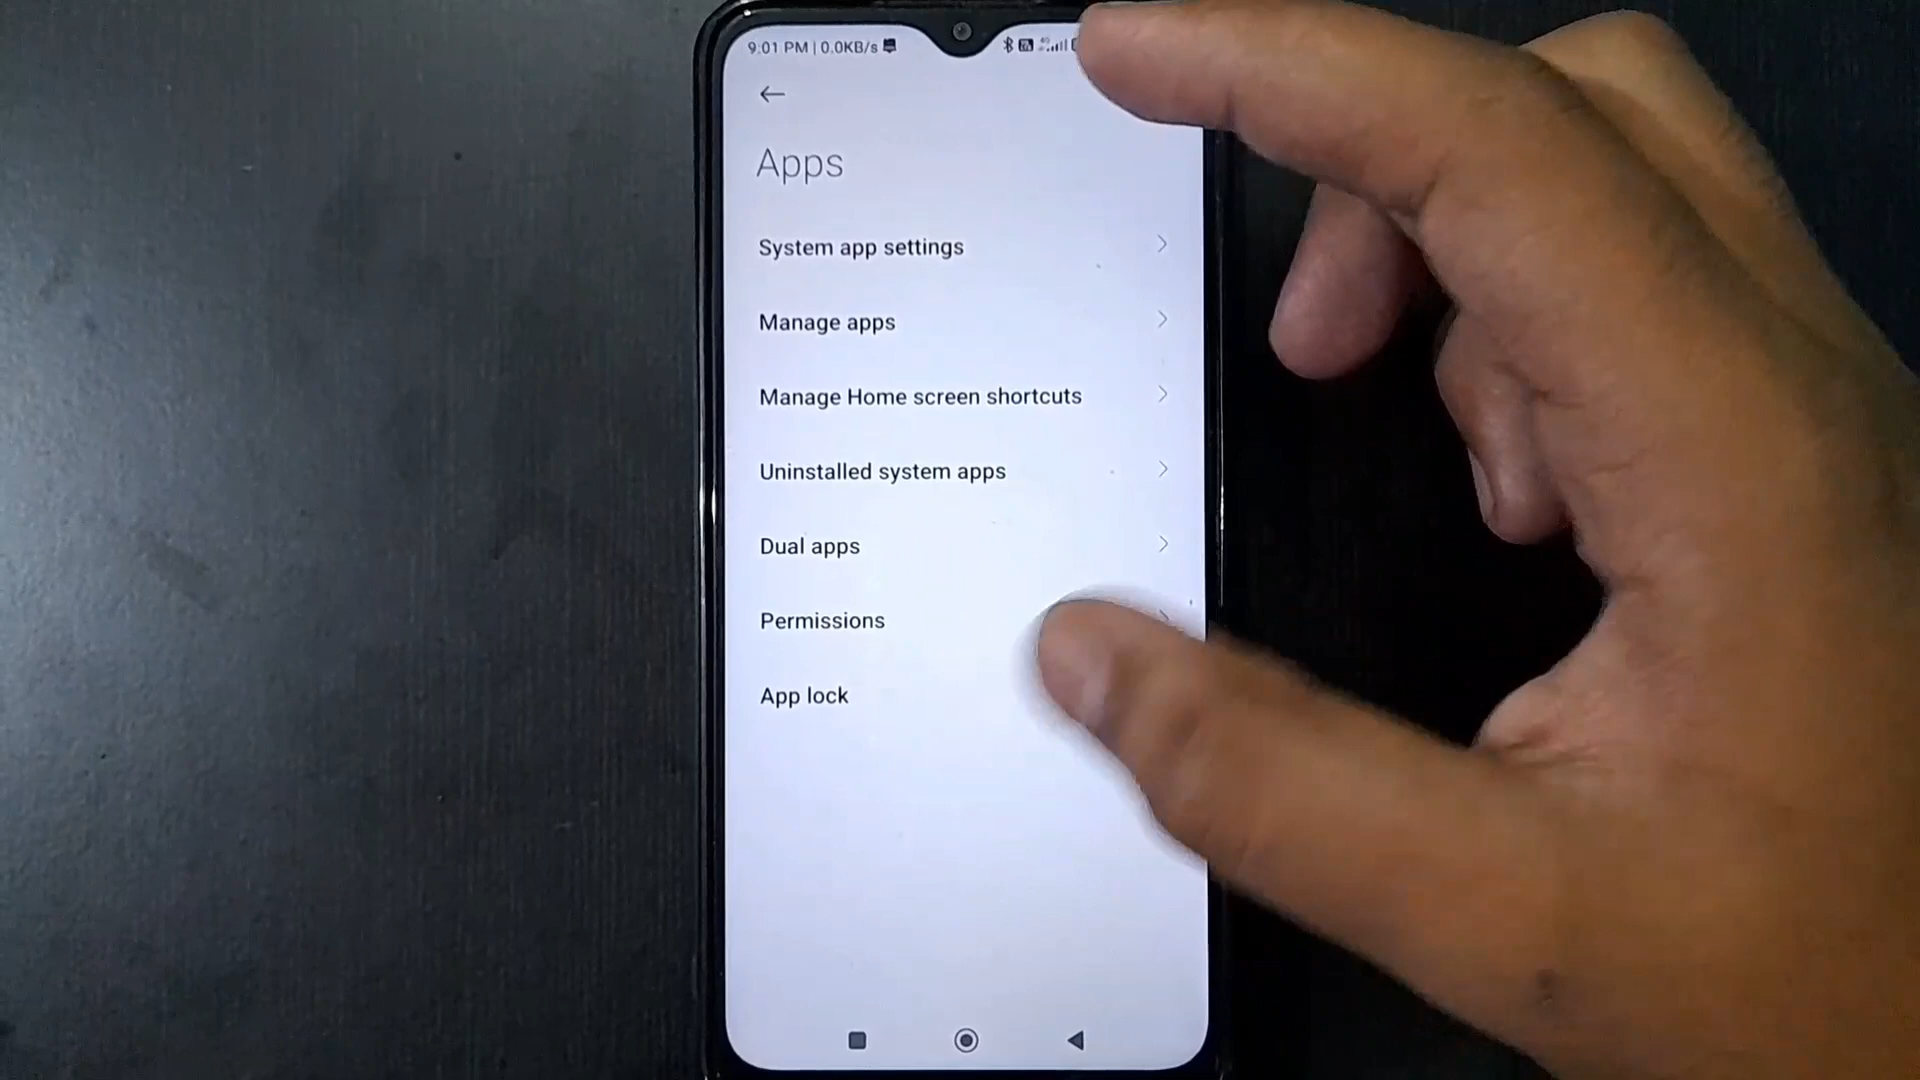 9:01 PM | 0.0KB/s
Apps
System app settings
Manage apps
Manage Home screen shortcuts
Uninstalled system apps
Dual apps
Permissions
App lock